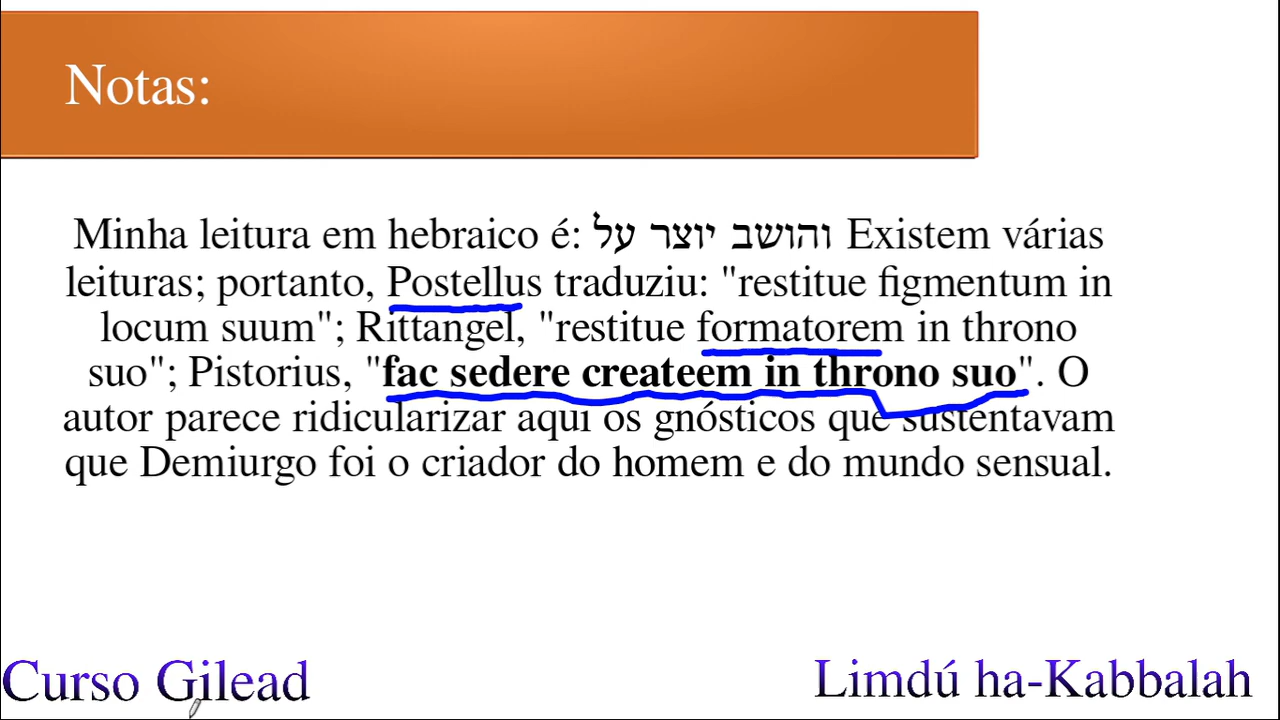 Notas:
Minha leitura em hebraico é: והושב יוצר על Existem várias
leituras; portanto, Postellus traduziu: "restitue figmentum in
locum suum"; Rittangel, "restitue formatorem in throno
suo"; Pistorius, "fac sedere createem in throno suo". O
autor parece ridicularizar aqui os gnósticos que sustentavam
que Demiurgo foi o criador do homem e do mundo sensual.
Curso Gilead
Limdú ha-Kabbalah